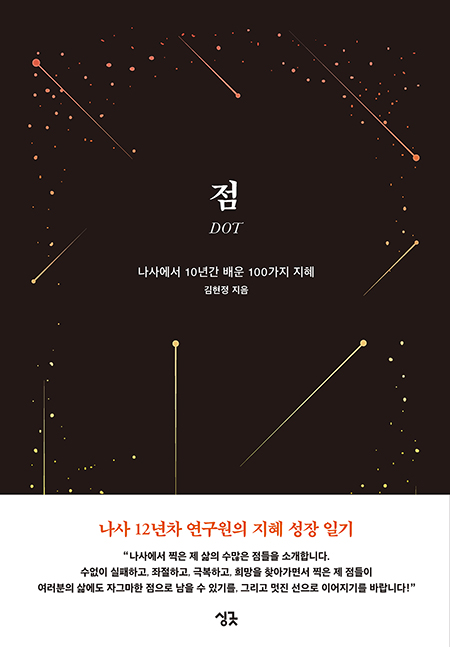 점
DOT
나사에서 10년간 배운 100가지 지혜
김현정 지음
나사 12년차 연구원의 지혜 성장 일기
“나사에서 찍은 제 삶의 수많은 점들을 소개합니다.
수없이 실패하고, 좌절하고, 극복하고, 희망을 찾아가면서 찍은 제 점들이
여러분의 삶에도 자그마한 점으로 남을 수 있기를, 그리고 멋진 선으로 이어지기를 바랍니다!”
싱긋